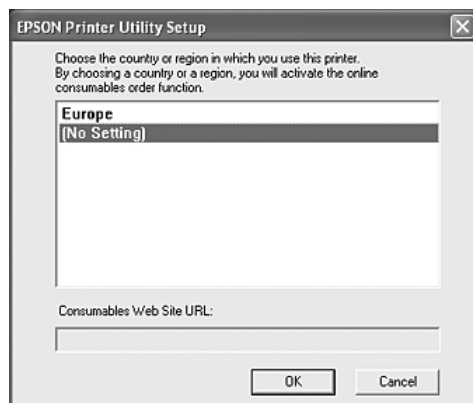 EPSON Printer Utility Setup
Choose the country or region in which you use this printer.
By choosing a country or a region, you will activate the online
consumables order function.
Europe
(No Setting)
Consumables Web Site URL:
OK
Cancel